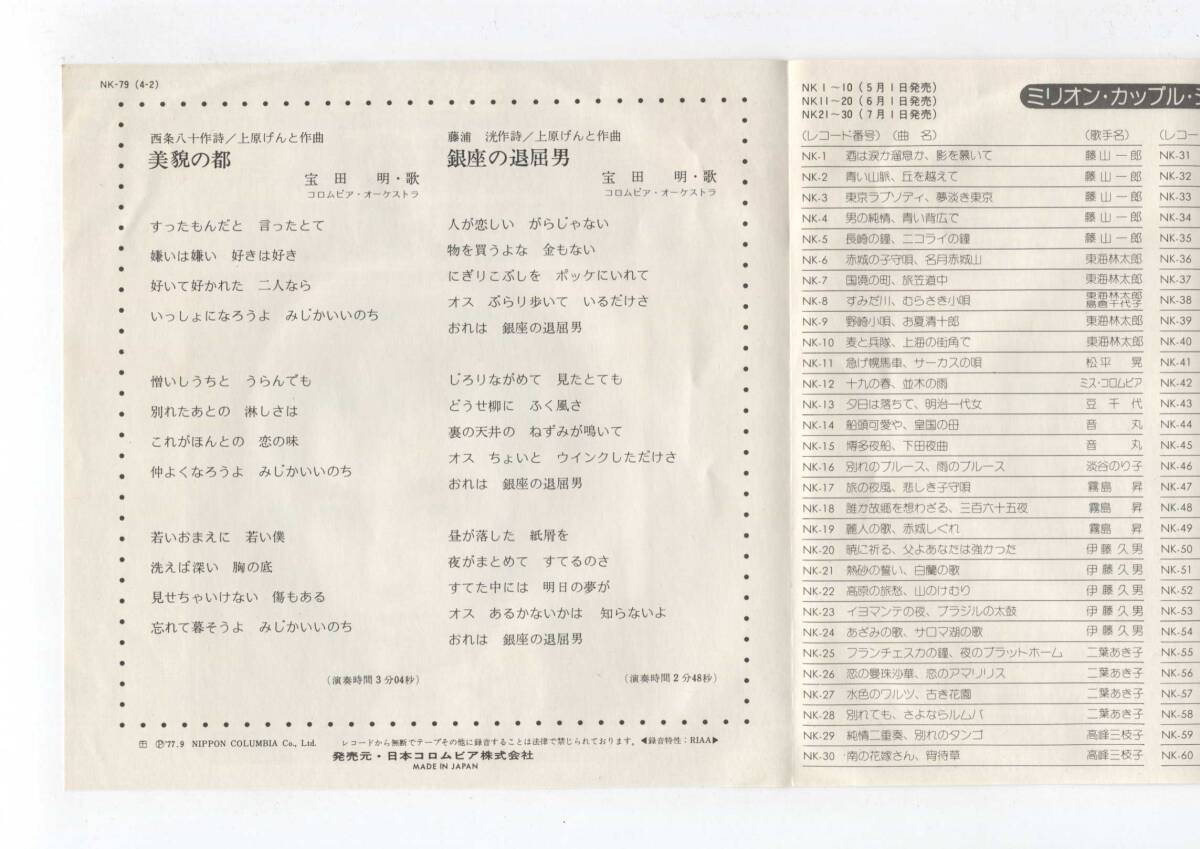 NK-79 (4-2)
西条八十作詩／上原げんと作曲
美貌の都
宝田 明・歌
コロムビア・オーケストラ
すったもんだと 言ったとて
嫌いは嫌い 好きは好き
好いて好かれた 二人なら
いっしょになろうよ みじかいいのち
憎いしうちと うらんでも
別れたあとの 淋しさは
これがほんとの 恋の味
仲よくなろうよ みじかいいのち
若いおまえに 若い僕
洗えば深い 胸の底
見せちゃいけない 傷もある
忘れて暮そうよ みじかいいのち
（演奏時間3分04秒）
藤浦 洸作詩／上原げんと作曲
銀座の退屈男
宝田 明・歌
コロムビア・オーケストラ
人が恋しい がらじゃない
物を買うよな 金もない
にぎりこぶしを ポッケにいれて
オス ぶらり歩いて いるだけさ
おれは 銀座の退屈男
じろりながめて 見たとても
どうせ柳に ふく風さ
裏の天井の ねずみが鳴いて
オス ちょいと ウインクしただけさ
おれは 銀座の退屈男
昼が落した 紙屑を
夜がまとめて すてるのさ
すてた中には 明日の夢が
オス あるかないかは 知らないよ
おれは 銀座の退屈男
（演奏時間2分48秒）
Ⓟ'77.9 NIPPON COLUMBIA Co., Ltd. レコードから無断でテープその他に録音することは法律で禁じられております。◀録音特性：RIAA▶
発売元・日本コロムビア株式会社
MADE IN JAPAN
NK1〜10（5月1日発売）
NK11〜20（6月1日発売）
NK21〜30（7月1日発売）
ミリオン・カップル・シ
（レコード番号）（曲 名）（歌手名）（レコー
NK-1 酒は涙か溜息か、影を慕いて 藤山一郎 NK-31
NK-2 青い山脈、丘を越えて 藤山一郎 NK-32
NK-3 東京ラプソディ、夢淡き東京 藤山一郎 NK-33
NK-4 男の純情、青い背広で 藤山一郎 NK-34
NK-5 長崎の鐘、ニコライの鐘 藤山一郎 NK-35
NK-6 赤城の子守唄、名月赤城山 東海林太郎 NK-36
NK-7 国境の町、旅笠道中 東海林太郎 NK-37
NK-8 すみだ川、むらさき小唄 東海林太郎 島倉千代子 NK-38
NK-9 野崎小唄、お夏清十郎 東海林太郎 NK-39
NK-10 麦と兵隊、上海の街角で 東海林太郎 NK-40
NK-11 急げ幌馬車、サーカスの唄 松平 晃 NK-41
NK-12 十九の春、並木の雨 ミス・コロムビア NK-42
NK-13 夕日は落ちて、明治一代女 豆千代 NK-43
NK-14 船頭可愛や、皇国の母 音丸 NK-44
NK-15 博多夜船、下田夜曲 音丸 NK-45
NK-16 別れのブルース、雨のブルース 淡谷のり子 NK-46
NK-17 旅の夜風、悲しき子守唄 霧島 昇 NK-47
NK-18 誰か故郷を想わざる、三百六十五夜 霧島 昇 NK-48
NK-19 麗人の歌、赤城しぐれ 霧島 昇 NK-49
NK-20 暁に祈る、父よあなたは強かった 伊藤久男 NK-50
NK-21 熱砂の誓い、白蘭の歌 伊藤久男 NK-51
NK-22 高原の旅愁、山のけむり 伊藤久男 NK-52
NK-23 イヨマンテの夜、ブラジルの太鼓 伊藤久男 NK-53
NK-24 あざみの歌、サロマ湖の歌 伊藤久男 NK-54
NK-25 フランチェスカの鐘、夜のプラットホーム 二葉あき子 NK-55
NK-26 恋の曼珠沙華、恋のアマリリス 二葉あき子 NK-56
NK-27 水色のワルツ、古き花園 二葉あき子 NK-57
NK-28 別れても、さよならルムバ 二葉あき子 NK-58
NK-29 純情二重奏、別れのタンゴ 高峰三枝子 NK-59
NK-30 南の花嫁さん、宵待草 高峰三枝子 NK-60